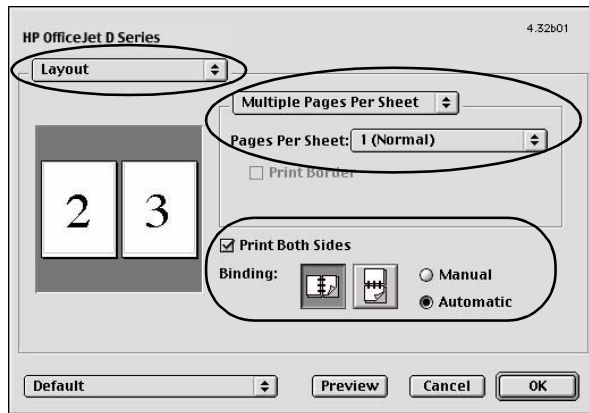 HP OfficeJet D Series
4.32b01
Layout
Multiple Pages Per Sheet
Pages Per Sheet: 1 (Normal)
Print Border
2 3
Print Both Sides
Binding:
Manual
Automatic
Default
Preview
Cancel
OK